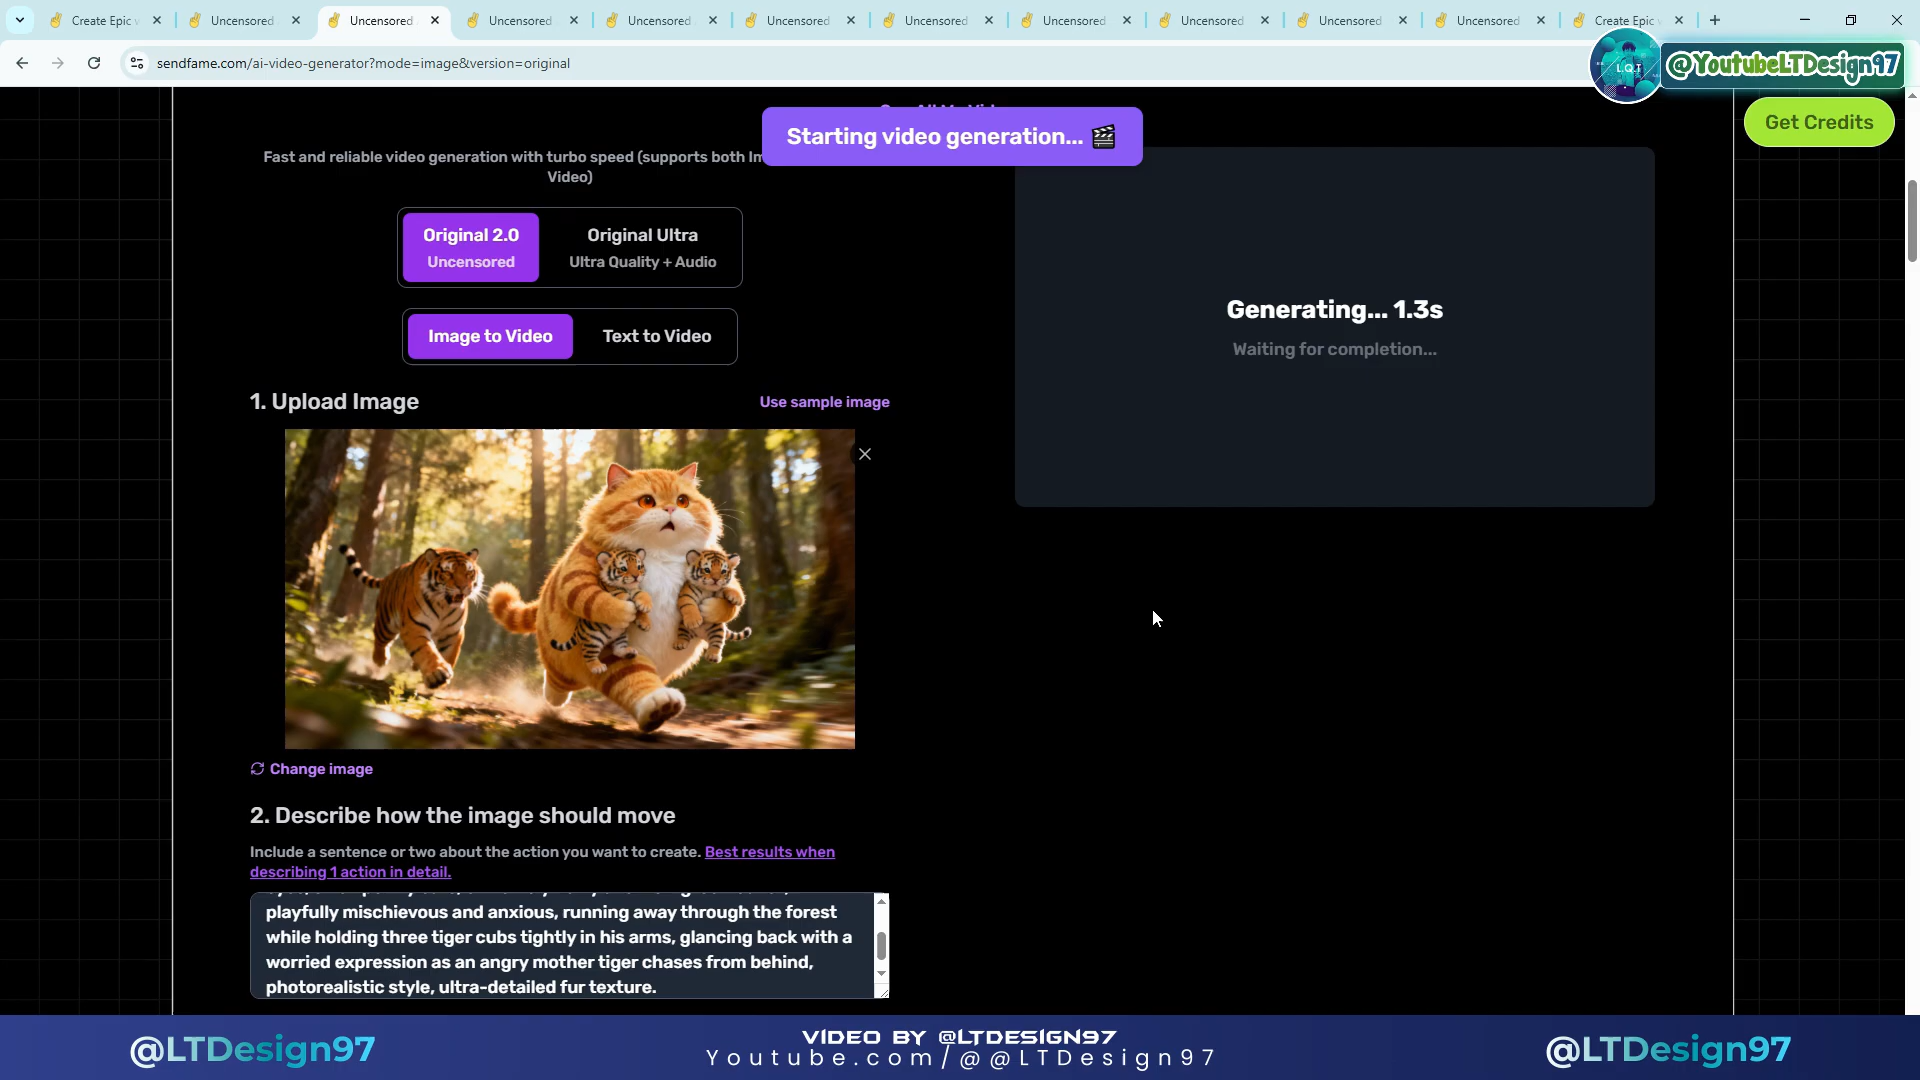 Create Epic
Uncensored
Uncensored
Uncensored
Uncensored
Uncensored
Uncensored
Uncensored
Uncensored
Uncensored
Uncensored
Create Epic
sendfame.com/ai-video-generator?mode=image&version=original
L.Q.T
@YoutubeLTDesign97
Get Credits
Starting video generation...
Fast and reliable video generation with turbo speed (supports both
Video)
Original 2.0
Uncensored
Original Ultra
Ultra Quality + Audio
Image to Video
Text to Video
Generating... 1.3s
Waiting for completion...
1. Upload Image
Use sample image
Change image
2. Describe how the image should move
Include a sentence or two about the action you want to create. Best results when
describing 1 action in detail.
playfully mischievous and anxious, running away through the forest
while holding three tiger cubs tightly in his arms, glancing back with a
worried expression as an angry mother tiger chases from behind,
photorealistic style, ultra-detailed fur texture.
@LTDesign97
VIDEO BY @LTDESIGN97
Youtube.com/@@LTDesign97
@LTDesign97